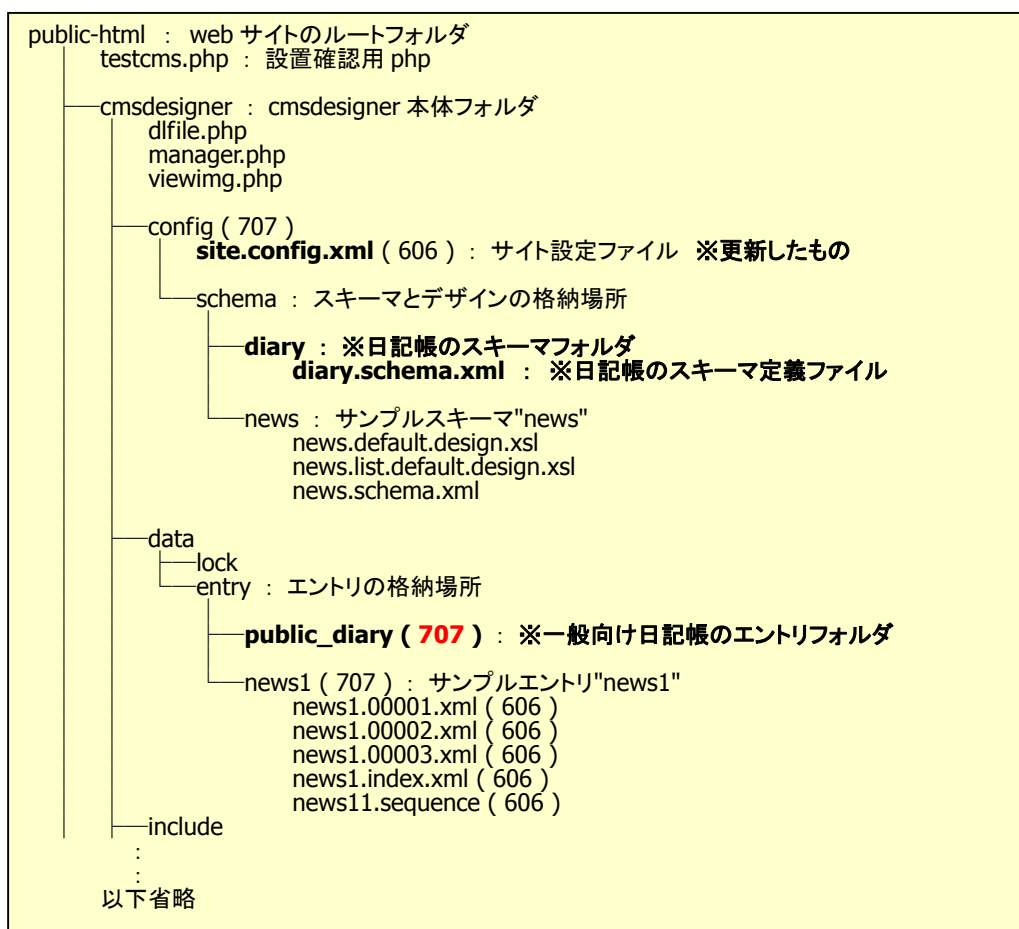 public-html ： web サイトのルートフォルダ
testcms.php ： 設置確認用 php
cmsdesigner ： cmsdesigner 本体フォルダ
dlfile.php
manager.php
viewimg.php
config ( 707 )
site.config.xml ( 606 ) ： サイト設定ファイル ※更新したもの
schema ： スキーマとデザインの格納場所
diary ： ※日記帳のスキーマフォルダ
diary.schema.xml ： ※日記帳のスキーマ定義ファイル
news ： サンプルスキーマ"news"
news.default.design.xsl
news.list.default.design.xsl
news.schema.xml
data
lock
entry ： エントリの格納場所
public_diary ( 707 ) ： ※一般向け日記帳のエントリフォルダ
news1 ( 707 ) ： サンプルエントリ"news1"
news1.00001.xml ( 606 )
news1.00002.xml ( 606 )
news1.00003.xml ( 606 )
news1.index.xml ( 606 )
news11.sequence ( 606 )
include
：
：
以下省略